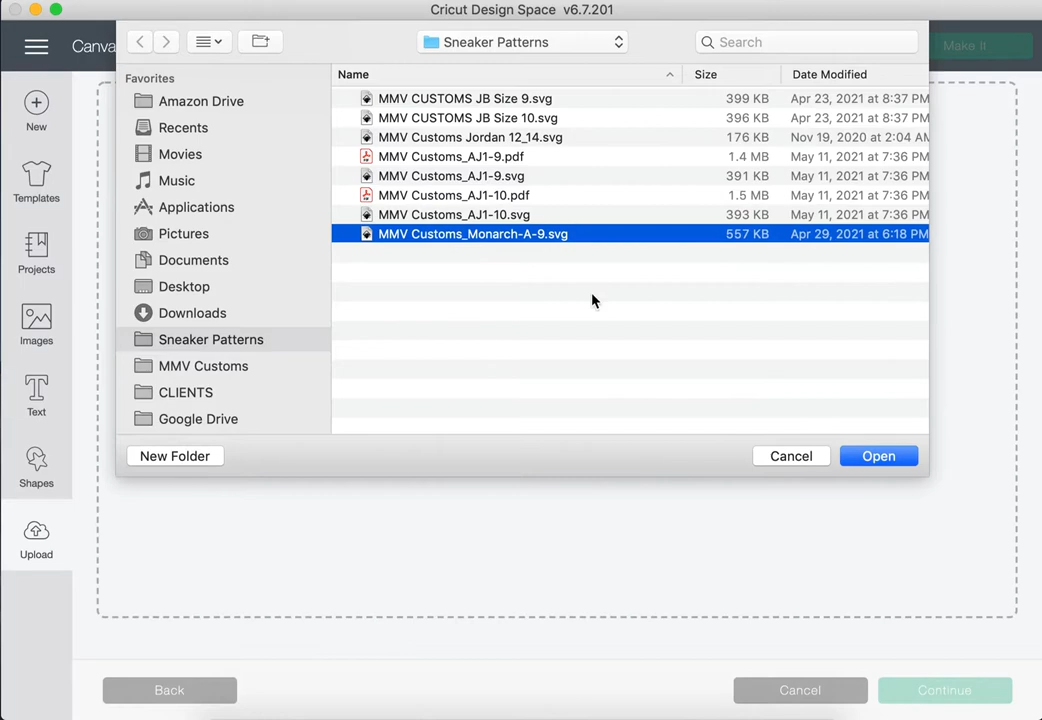 Cricut Design Space v6.7.201
Canva
Sneaker Patterns
Search
Make It
Favorites
Amazon Drive
Recents
Movies
Music
Applications
Pictures
Documents
Desktop
Downloads
Sneaker Patterns
MMV Customs
CLIENTS
Google Drive
Name Size Date Modified
MMV CUSTOMS JB Size 9.svg 399 KB Apr 23, 2021 at 8:37 PM
MMV CUSTOMS JB Size 10.svg 396 KB Apr 23, 2021 at 8:37 PM
MMV Customs Jordan 12_14.svg 176 KB Nov 19, 2020 at 2:04 AM
MMV Customs_AJ1-9.pdf 1.4 MB May 11, 2021 at 7:36 PM
MMV Customs_AJ1-9.svg 391 KB May 11, 2021 at 7:36 PM
MMV Customs_AJ1-10.pdf 1.5 MB May 11, 2021 at 7:36 PM
MMV Customs_AJ1-10.svg 393 KB May 11, 2021 at 7:36 PM
MMV Customs_Monarch-A-9.svg 557 KB Apr 29, 2021 at 6:18 PM
New Folder
Cancel
Open
New
Templates
Projects
Images
Text
Shapes
Upload
Back
Cancel
Continue